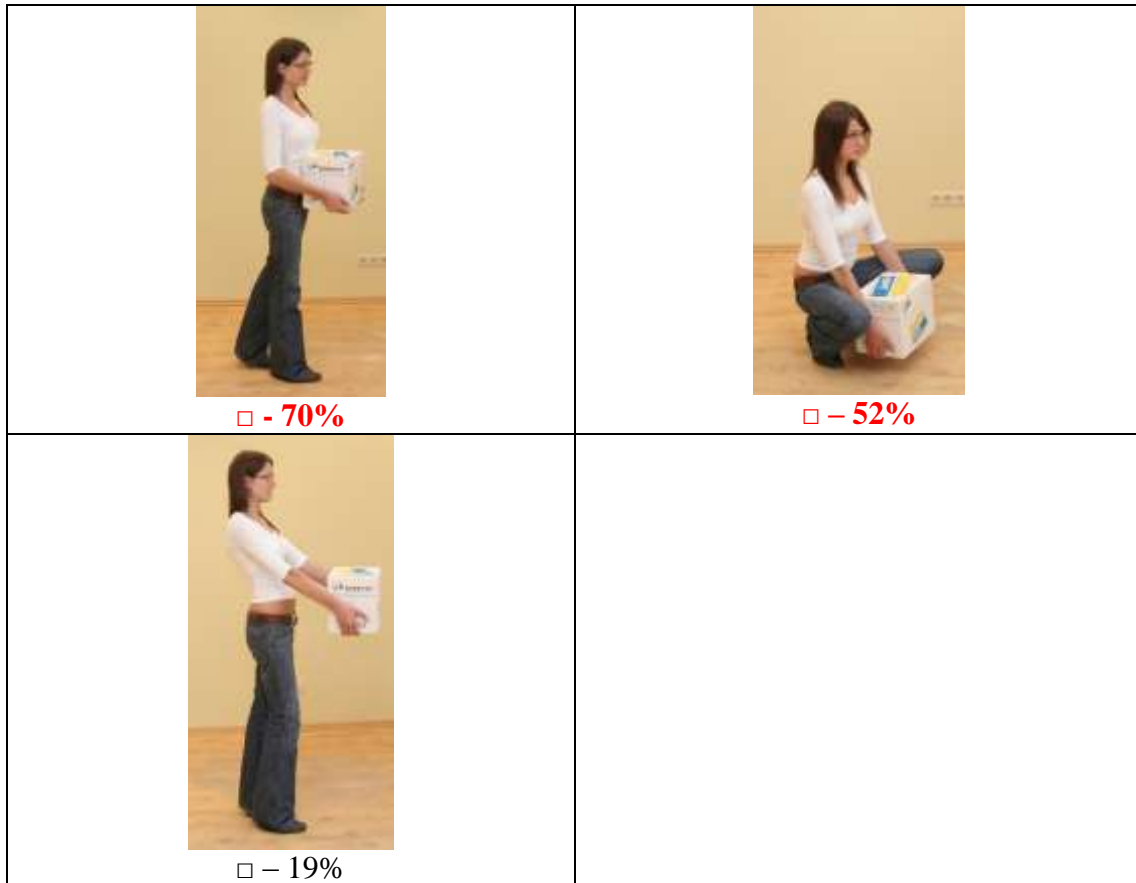 □ - 70%
□ – 52%
□ – 19%